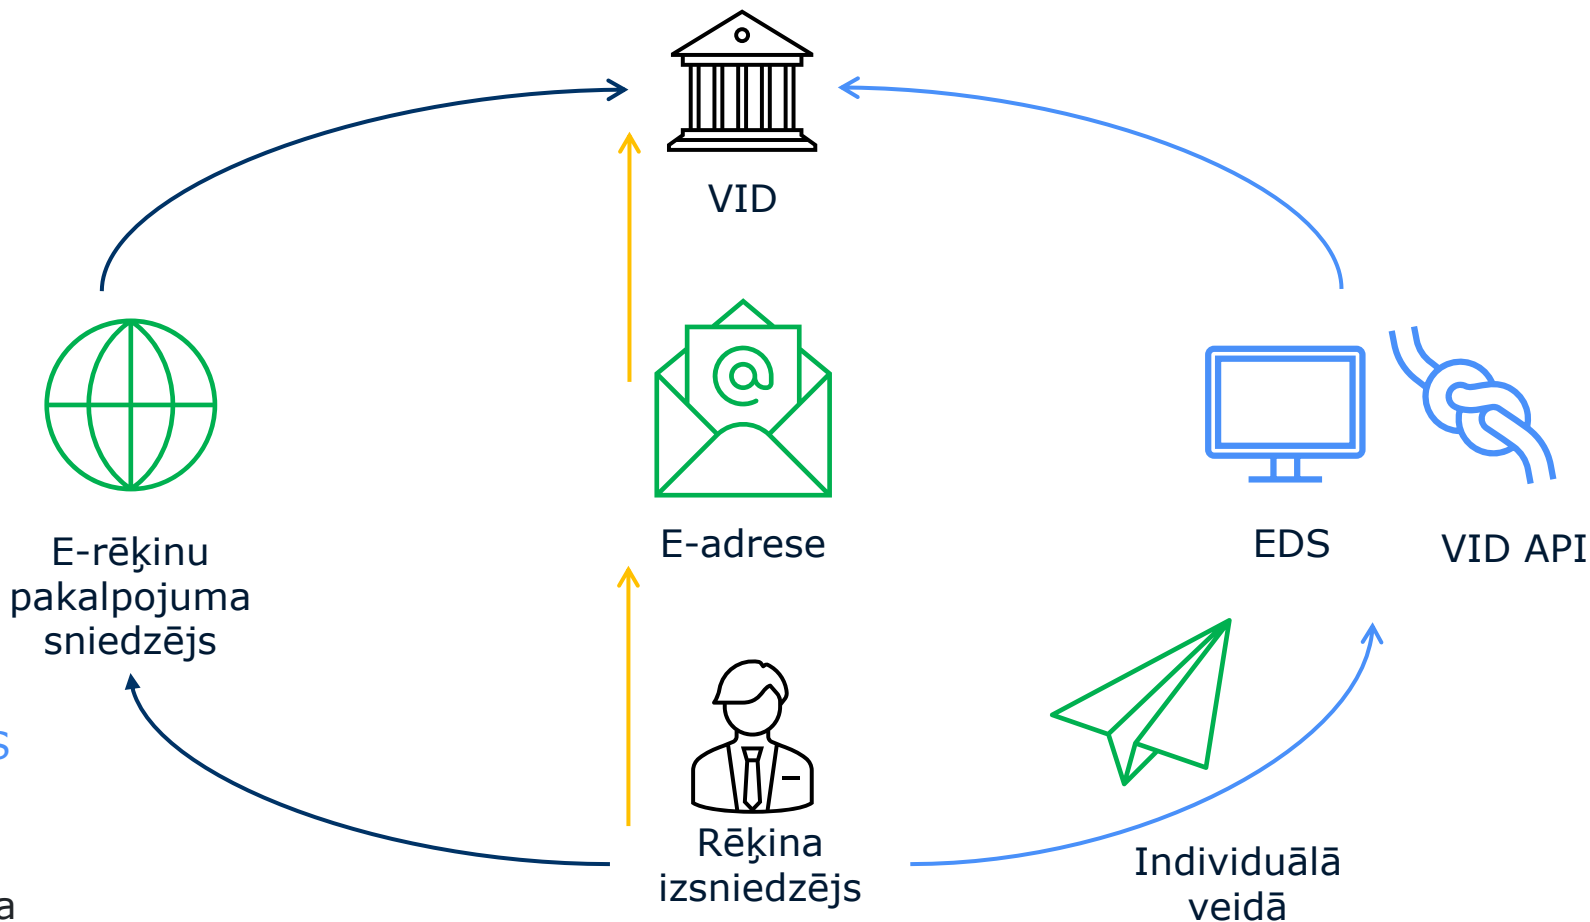 VID
E-rēķinu
pakalpojuma
sniedzējs
E-adrese
EDS
VID API
s
Rēķina
izsniedzējs
Individuālā
veidā
a